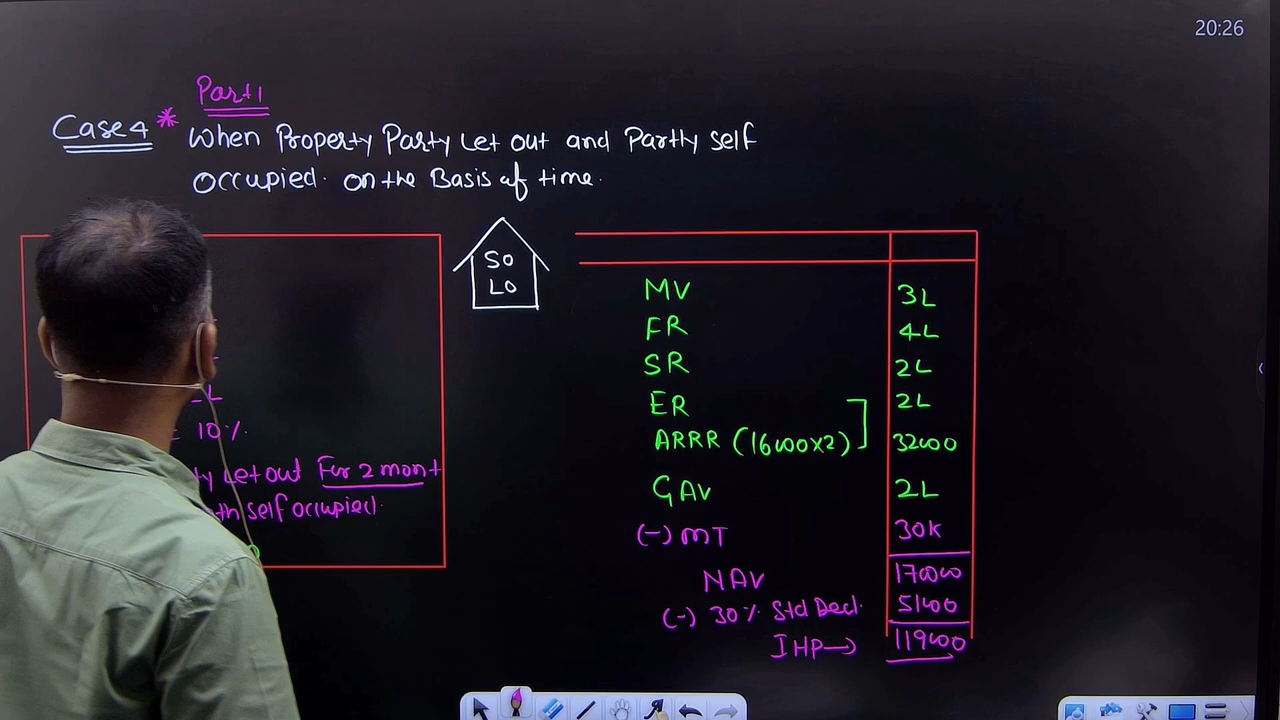 20:26
Part 1
Case 4 * When Property Party Let out and Partly self
Occupied. on the Basis of time.
SO
LO
10%
Let out For 2 mont
self occupied.
MV 3L
FR 4L
SR 2L
ER 2L
ARRR (16000x2) 32000
GAV 2L
(-) MT 30K
NAV 170000
(-) 30% Std Ded. 51000
IHP→ 119000